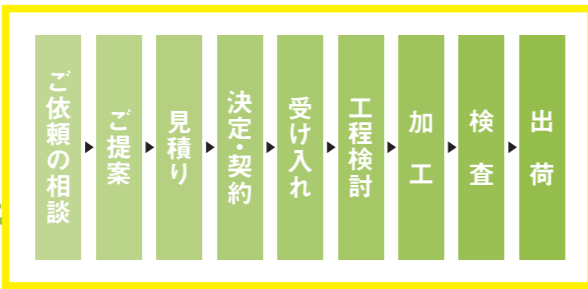 ご依頼の相談
ご提案
見積り
決定・契約
受け入れ
工程検討
加工
検査
出荷